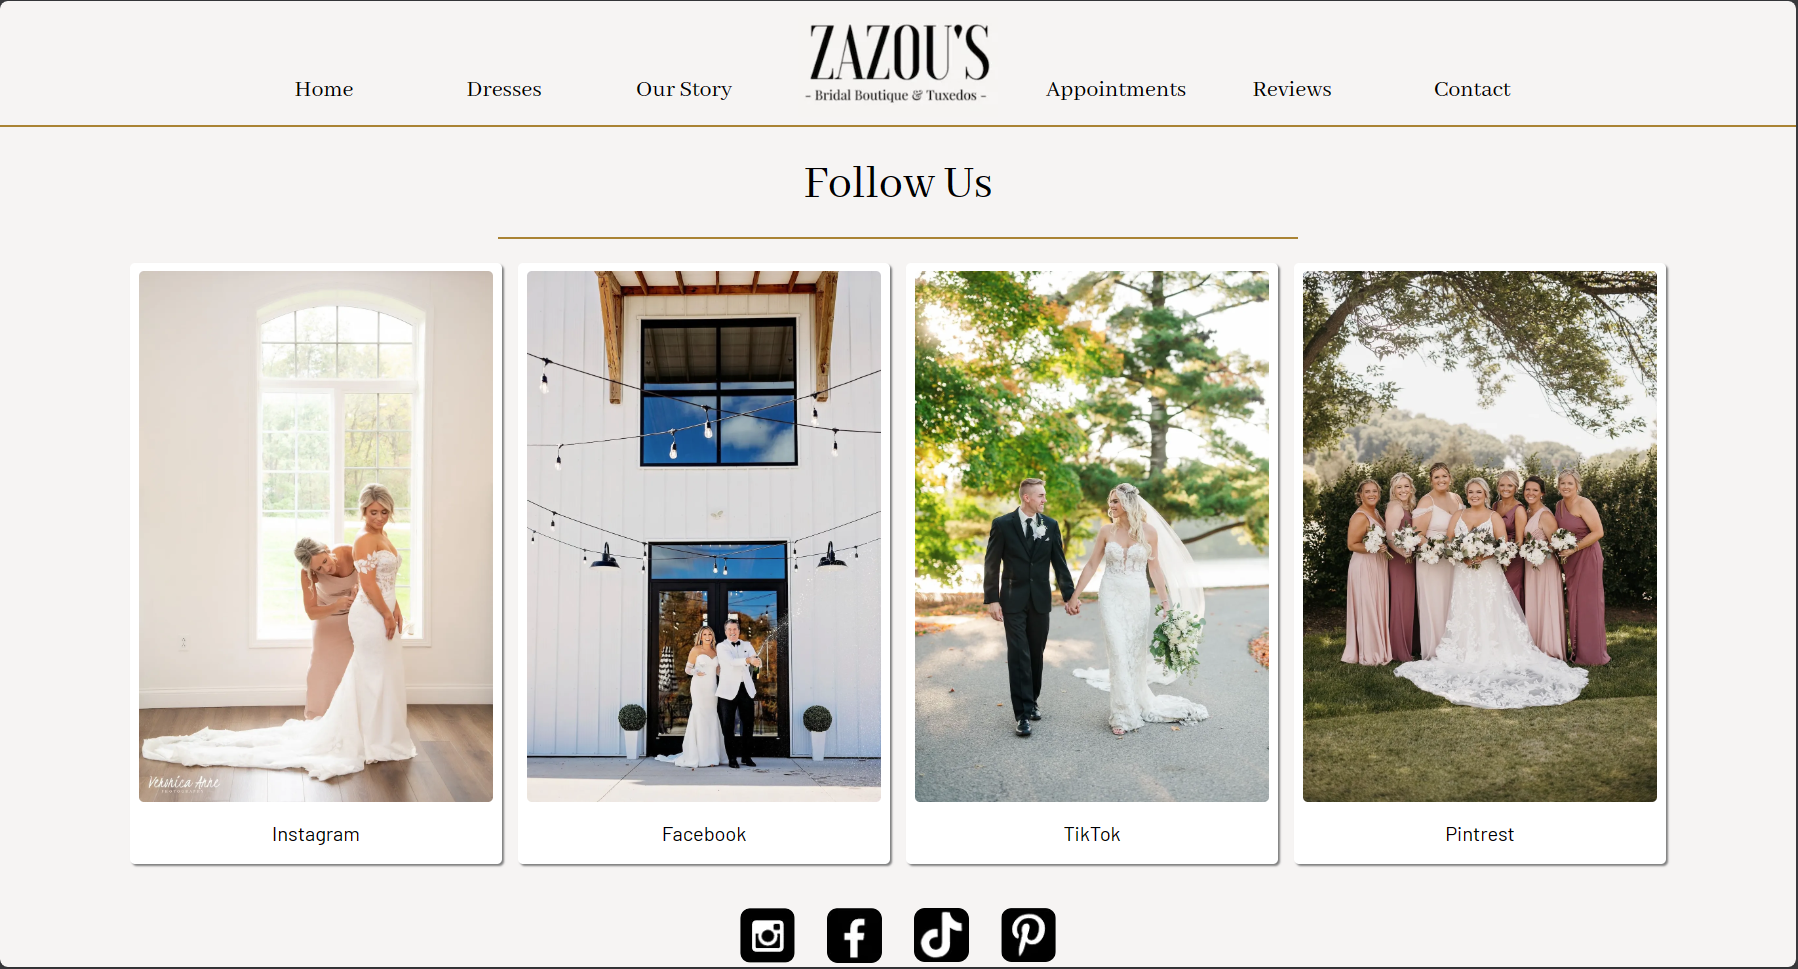 ZAZOU'S
- Bridal Boutique & Tuxedos -
Home Dresses Our Story Appointments Reviews Contact
Follow Us
Veronica Anne
PHOTOGRAPHY
Instagram Facebook TikTok Pintrest